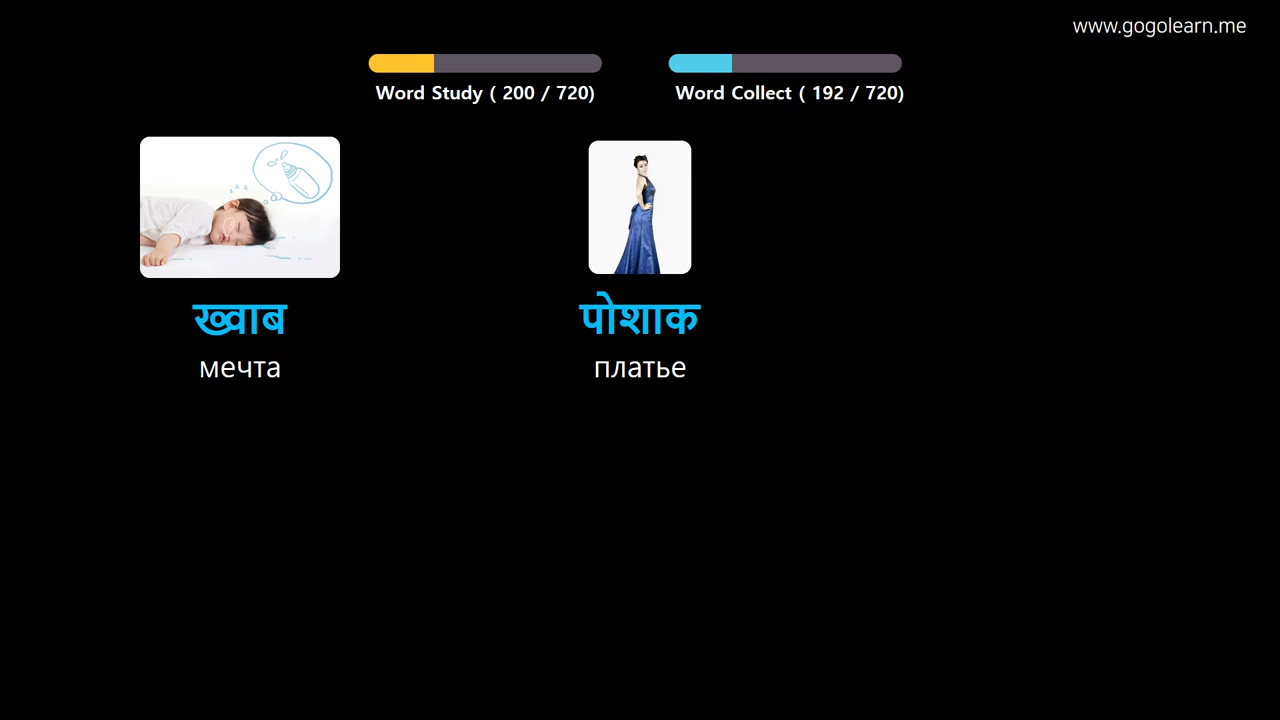 www.gogolearn.me
Word Study ( 200 / 720)
Word Collect ( 192 / 720)
ख्वाब
мечта
पोशाक
платье